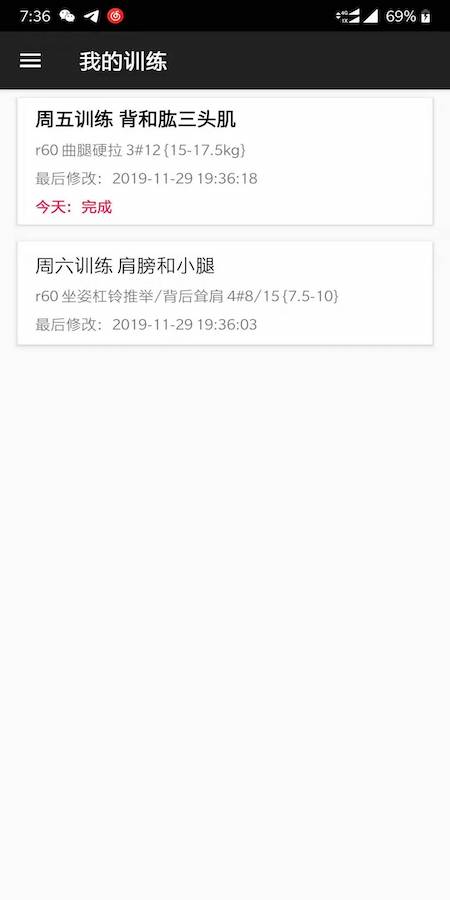 7:36
4G
1X
69%
我的训练
周五训练 背和肱三头肌
r60 曲腿硬拉 3#12 {15-17.5kg}
最后修改：2019-11-29 19:36:18
今天：完成
周六训练 肩膀和小腿
r60 坐姿杠铃推举/背后耸肩 4#8/15 {7.5-10}
最后修改：2019-11-29 19:36:03